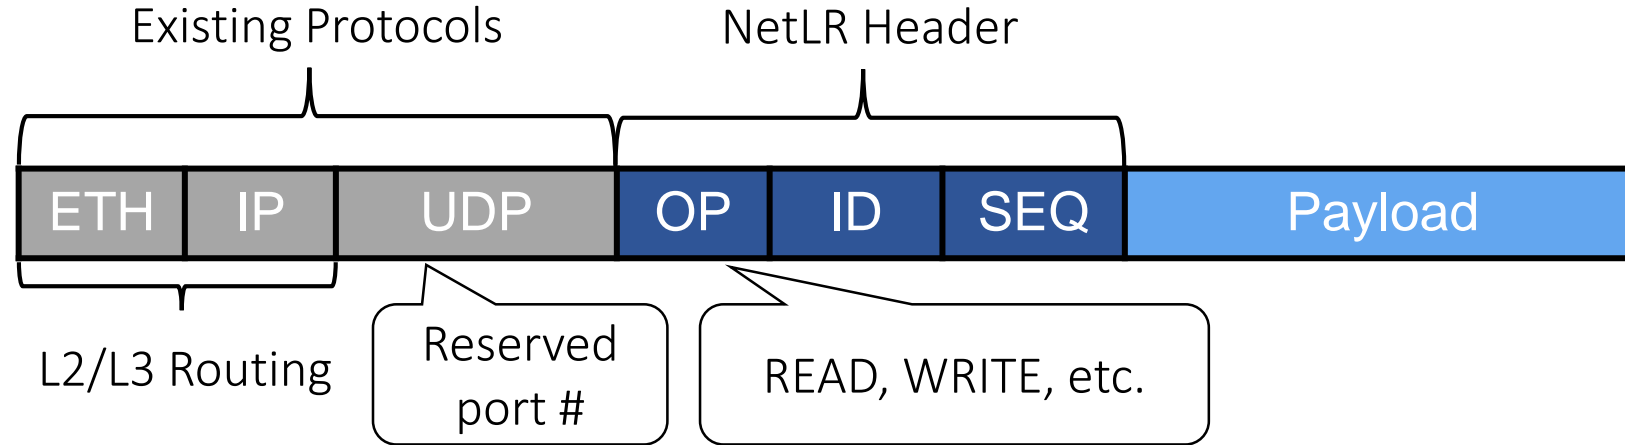 Existing Protocols
NetLR Header
ETH
IP
UDP
OP
ID
SEQ
Payload
L2/L3 Routing
Reserved
port #
READ, WRITE, etc.